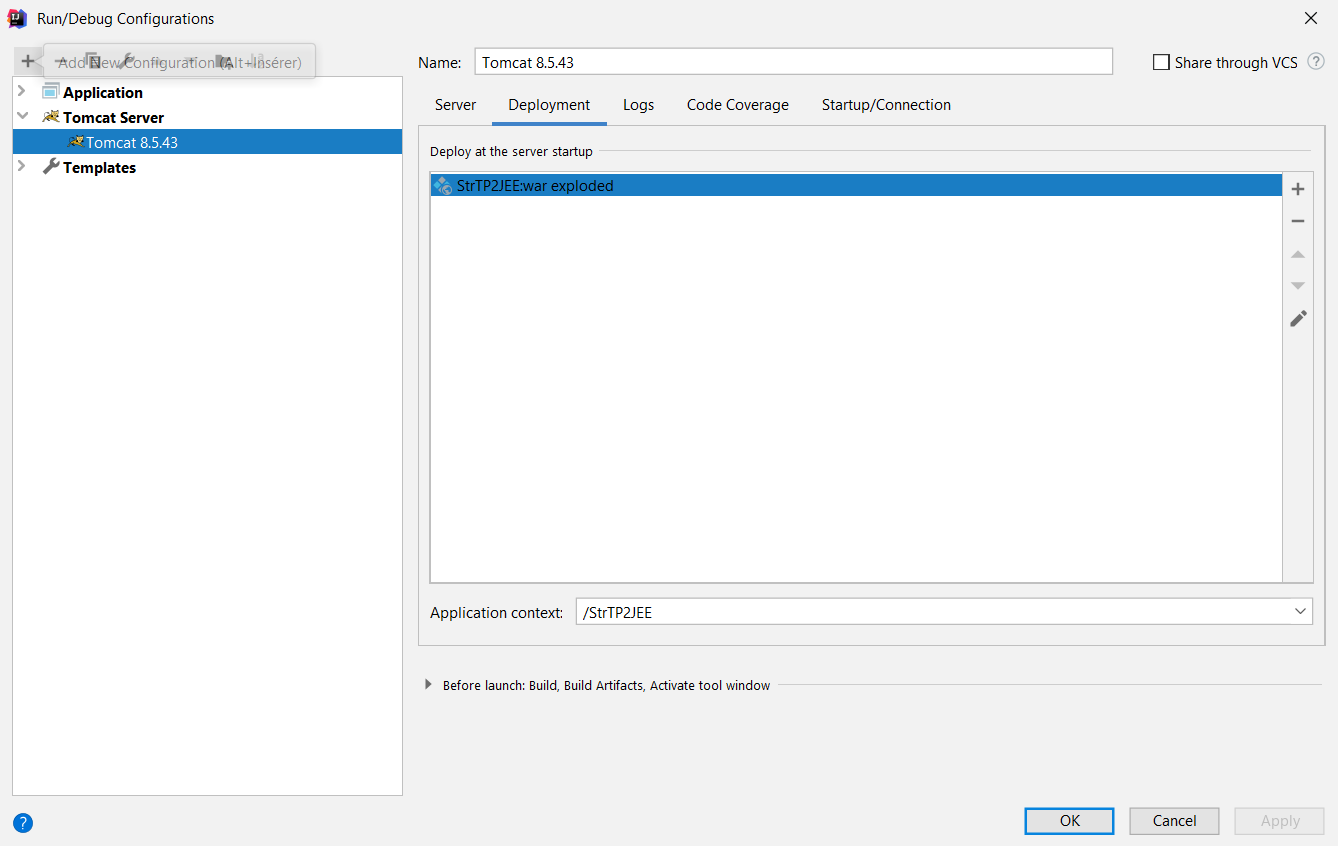 Run/Debug Configurations
Add New Configuration (Alt+Insérer)
Name: Tomcat 8.5.43
Share through VCS ?
Application
Tomcat Server
Tomcat 8.5.43
Templates
Server Deployment Logs Code Coverage Startup/Connection
Deploy at the server startup
StrTP2JEE:war exploded
Application context: /StrTP2JEE
Before launch: Build, Build Artifacts, Activate tool window
? OK Cancel Apply